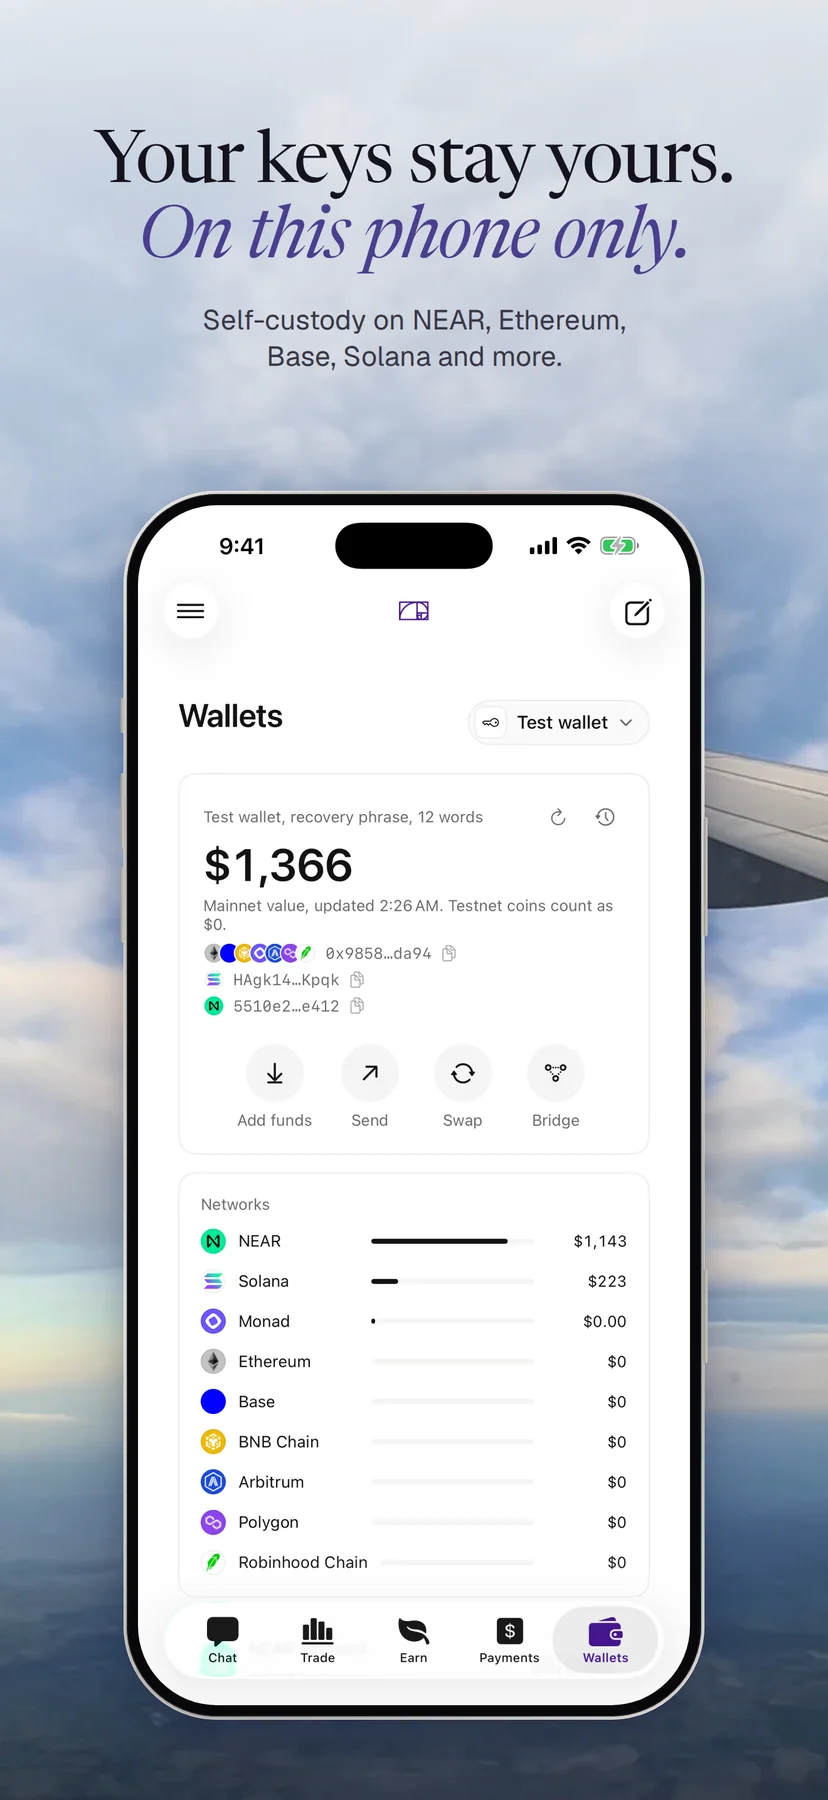 Your keys stay yours.
On this phone only.
Self-custody on NEAR, Ethereum,
Base, Solana and more.
9:41
Wallets
Test wallet
Test wallet, recovery phrase, 12 words
$1,366
Mainnet value, updated 2:26 AM. Testnet coins count as
$0.
0x9858…da94
HAgk14…Kpqk
5510e2…e412
Add funds Send Swap Bridge
Networks
NEAR $1,143
Solana $223
Monad $0.00
Ethereum $0
Base $0
BNB Chain $0
Arbitrum $0
Polygon $0
Robinhood Chain $0
Chat Trade Earn Payments Wallets